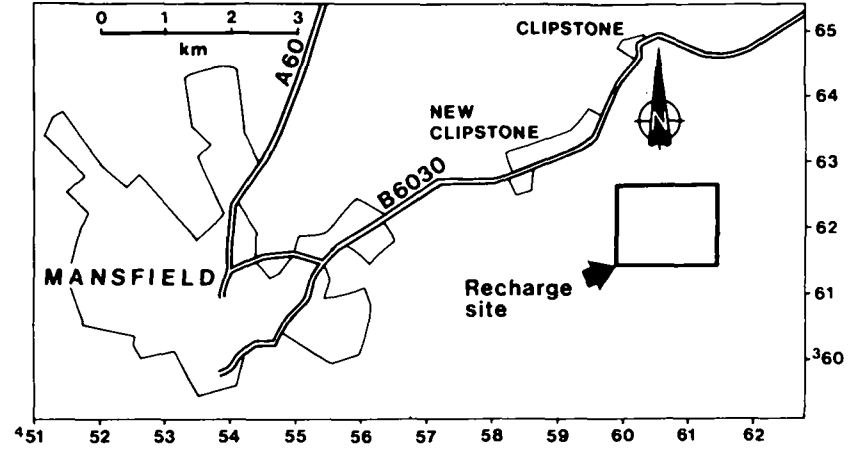 0 1 2 3
km
A60
CLIPSTONE
NEW
CLIPSTONE
N
B6030
MANSFIELD
Recharge
site
65
64
63
62
61
³60
⁴51 52 53 54 55 56 57 58 59 60 61 62